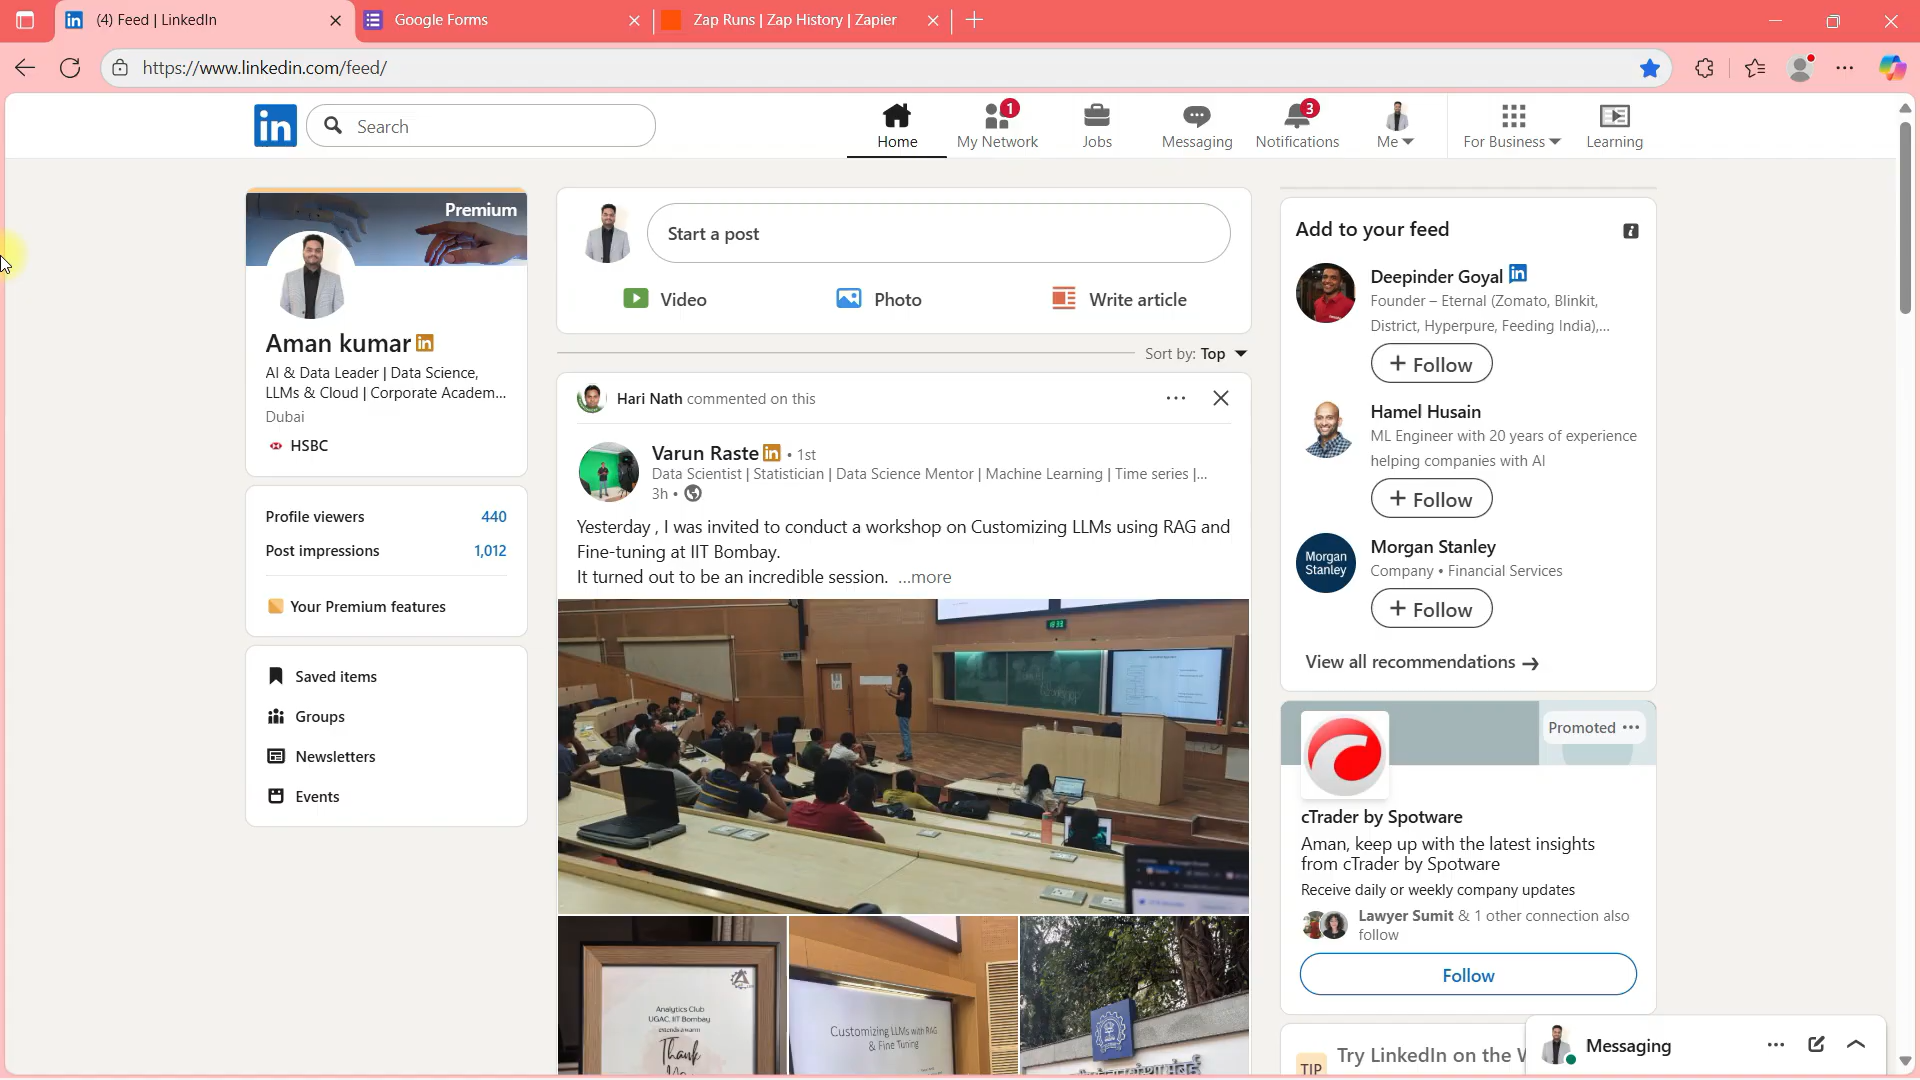 (4) Feed | LinkedIn
Google Forms
Zap Runs | Zap History | Zapier
https://www.linkedin.com/feed/
in
Search
Home
1
My Network
Jobs
Messaging
3
Notifications
Me
For Business
Learning
Premium
Aman kumar
AI & Data Leader | Data Science,
LLMs & Cloud | Corporate Academ...
Dubai
HSBC
Profile viewers 440
Post impressions 1,012
Your Premium features
Saved items
Groups
Newsletters
Events
Start a post
Video
Photo
Write article
Sort by: Top
Hari Nath commented on this
Varun Raste • 1st
Data Scientist | Statistician | Data Science Mentor | Machine Learning | Time series |...
3h •
Yesterday , I was invited to conduct a workshop on Customizing LLMs using RAG and
Fine-tuning at IIT Bombay.
It turned out to be an incredible session. ...more
Analytics Club
UGAC, IIT Bombay
extends a warm
Thank
You
Customizing LLMs with RAG
& Fine Tuning
Add to your feed
Deepinder Goyal
Founder – Eternal (Zomato, Blinkit,
District, Hyperpure, Feeding India),...
+ Follow
Hamel Husain
ML Engineer with 20 years of experience
helping companies with AI
+ Follow
Morgan Stanley
Morgan Stanley
Company • Financial Services
+ Follow
View all recommendations →
Promoted
cTrader by Spotware
Aman, keep up with the latest insights
from cTrader by Spotware
Receive daily or weekly company updates
Lawyer Sumit & 1 other connection also
follow
Follow
TIP
Try LinkedIn on the
Messaging